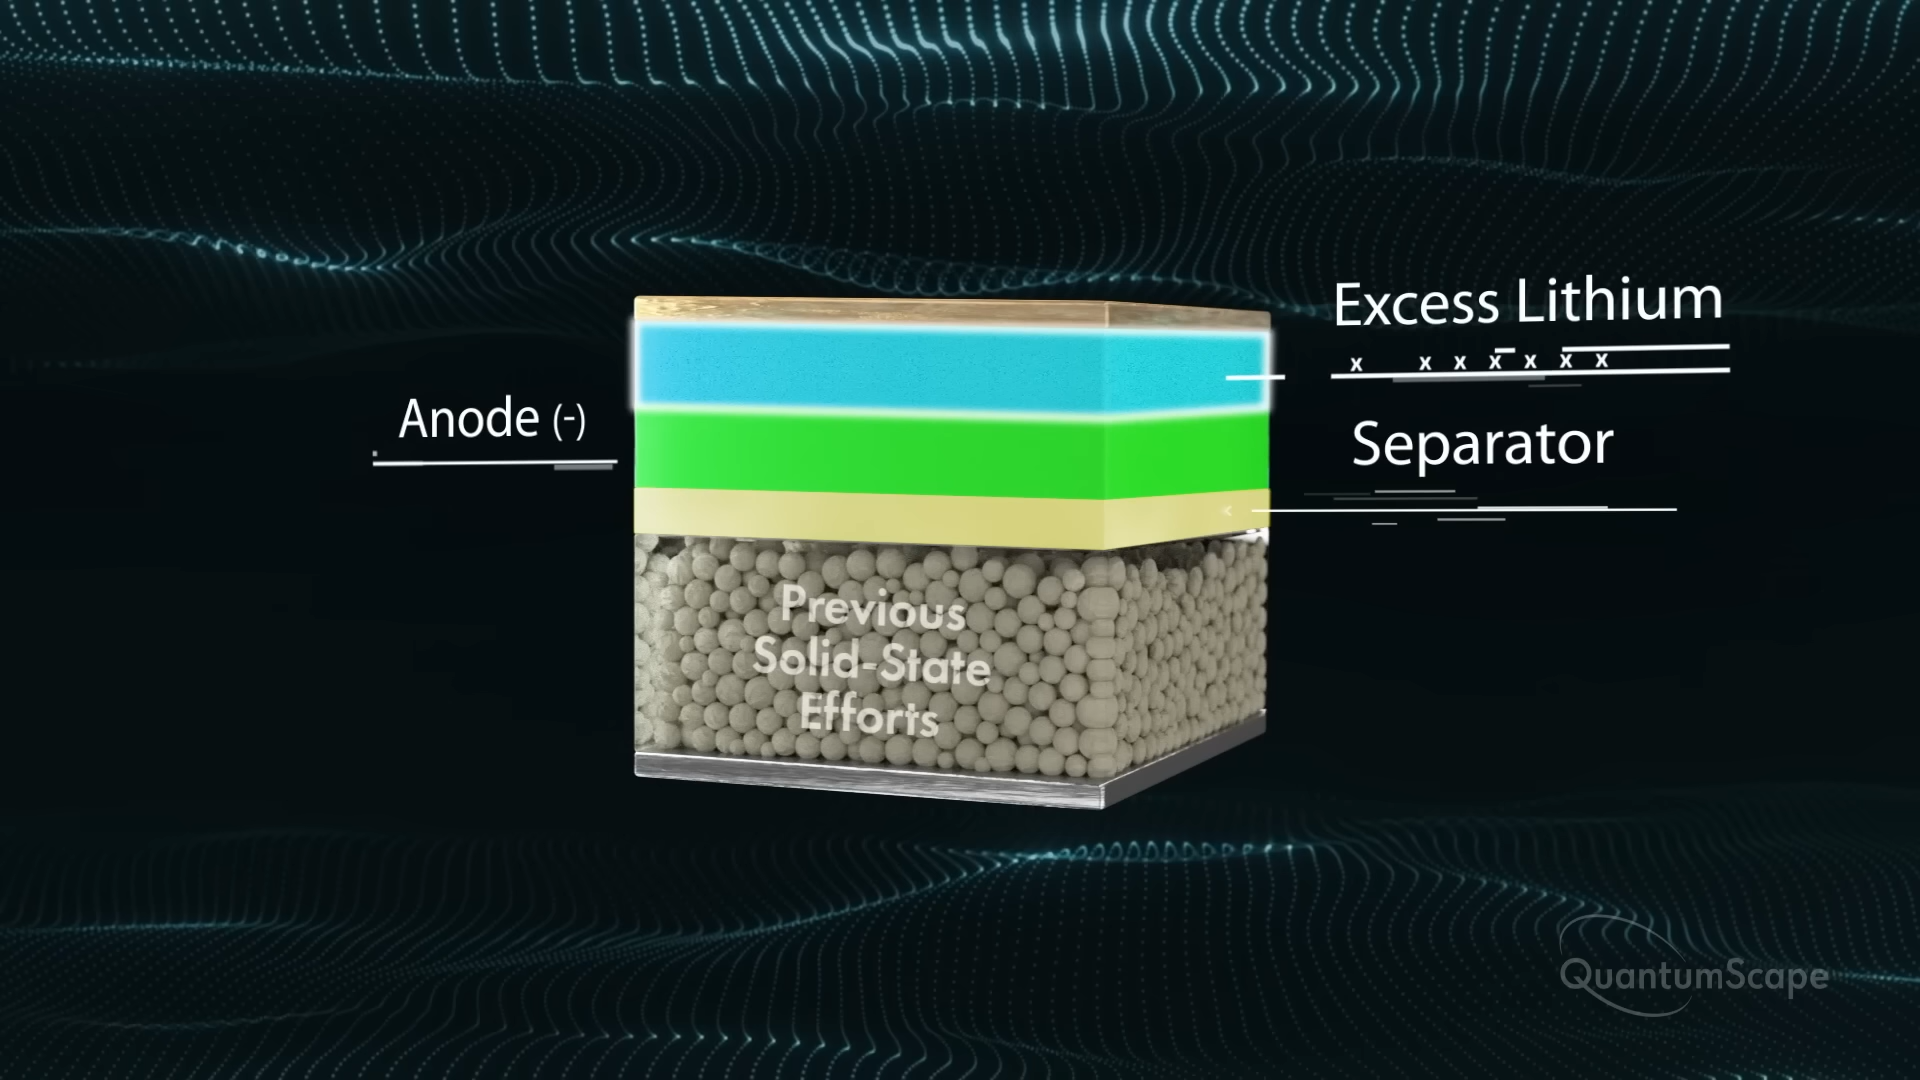 Excess Lithium
x x x x x x x
Anode (-)
Separator
Previous
Solid-State
Efforts
QuantumScape